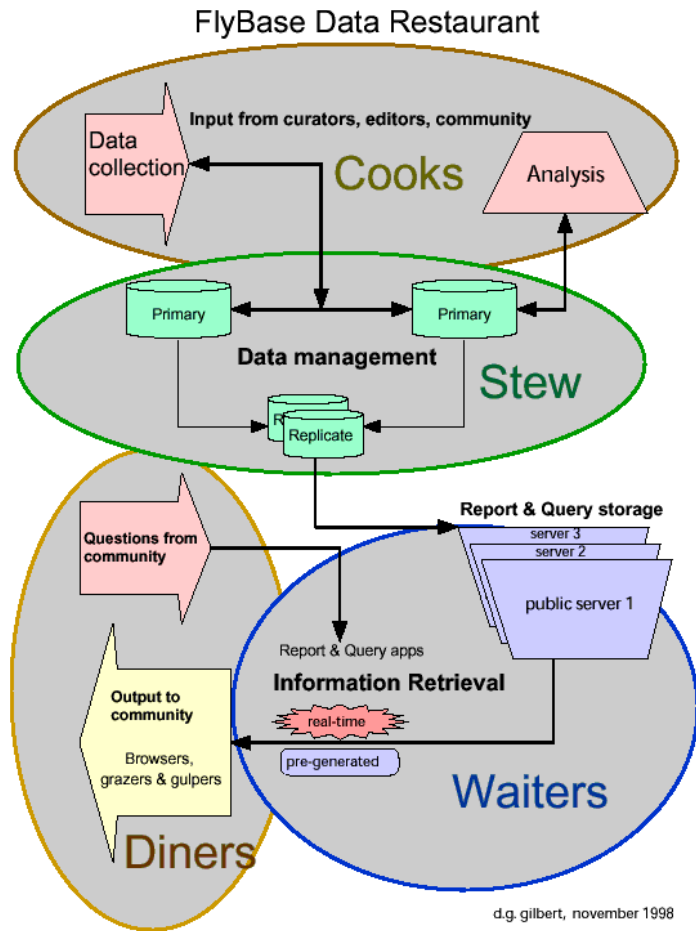 FlyBase Data Restaurant
Input from curators, editors, community
Data
collection
Cooks
Analysis
Primary
Primary
Data management
Stew
R
Replicate
Report & Query storage
server 3
server 2
public server 1
Questions from
community
Report & Query apps
Information Retrieval
Output to
community
real-time
Browsers,
grazers & gulpers
pre-generated
Waiters
Diners
d.g. gilbert, november 1998